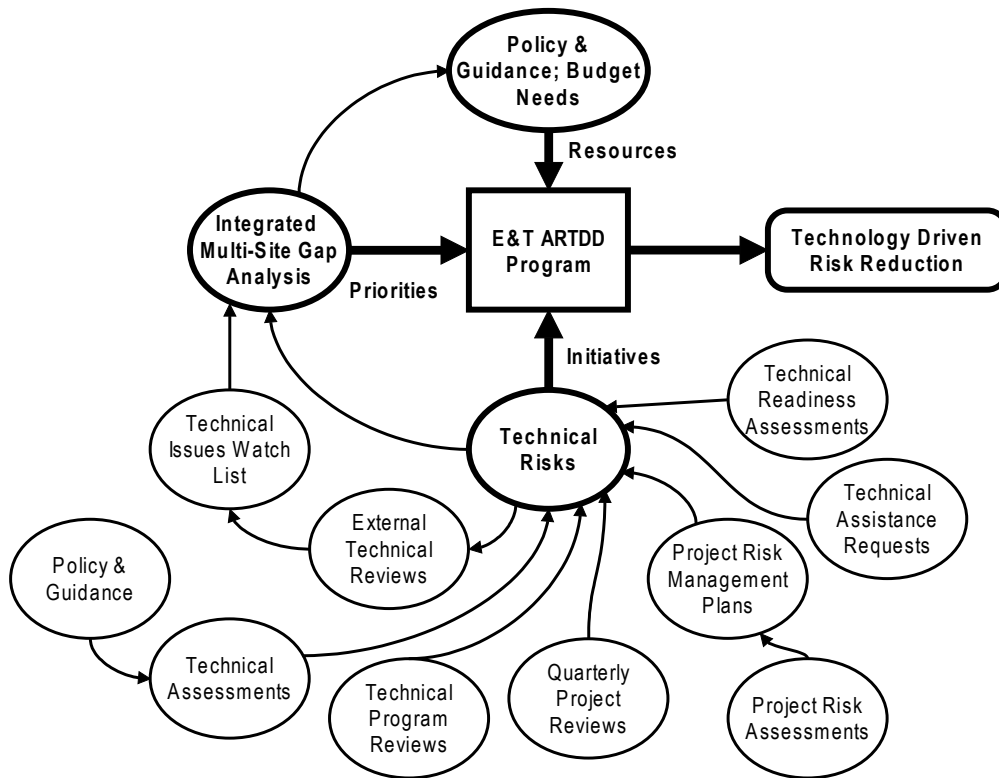 Policy &
Guidance; Budget
Needs
Resources
Integrated
Multi-Site Gap
Analysis
Priorities
E&T ARTDD
Program
Technology Driven
Risk Reduction
Initiatives
Technical
Readiness
Assessments
Technical
Issues Watch
List
Technical
Risks
Technical
Assistance
Requests
External
Technical
Reviews
Project Risk
Management
Plans
Policy &
Guidance
Technical
Assessments
Technical
Program
Reviews
Quarterly
Project
Reviews
Project Risk
Assessments